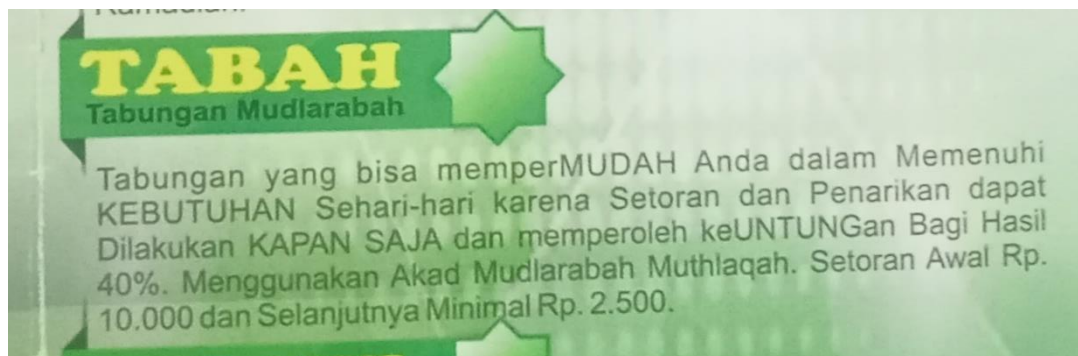 TABAH
Tabungan Mudlarabah
Tabungan yang bisa memperMUDAH Anda dalam Memenuhi
KEBUTUHAN Sehari-hari karena Setoran dan Penarikan dapat
Dilakukan KAPAN SAJA dan memperoleh keUNTUNGan Bagi Hasil
40%. Menggunakan Akad Mudlarabah Muthlaqah. Setoran Awal Rp.
10.000 dan Selanjutnya Minimal Rp. 2.500.